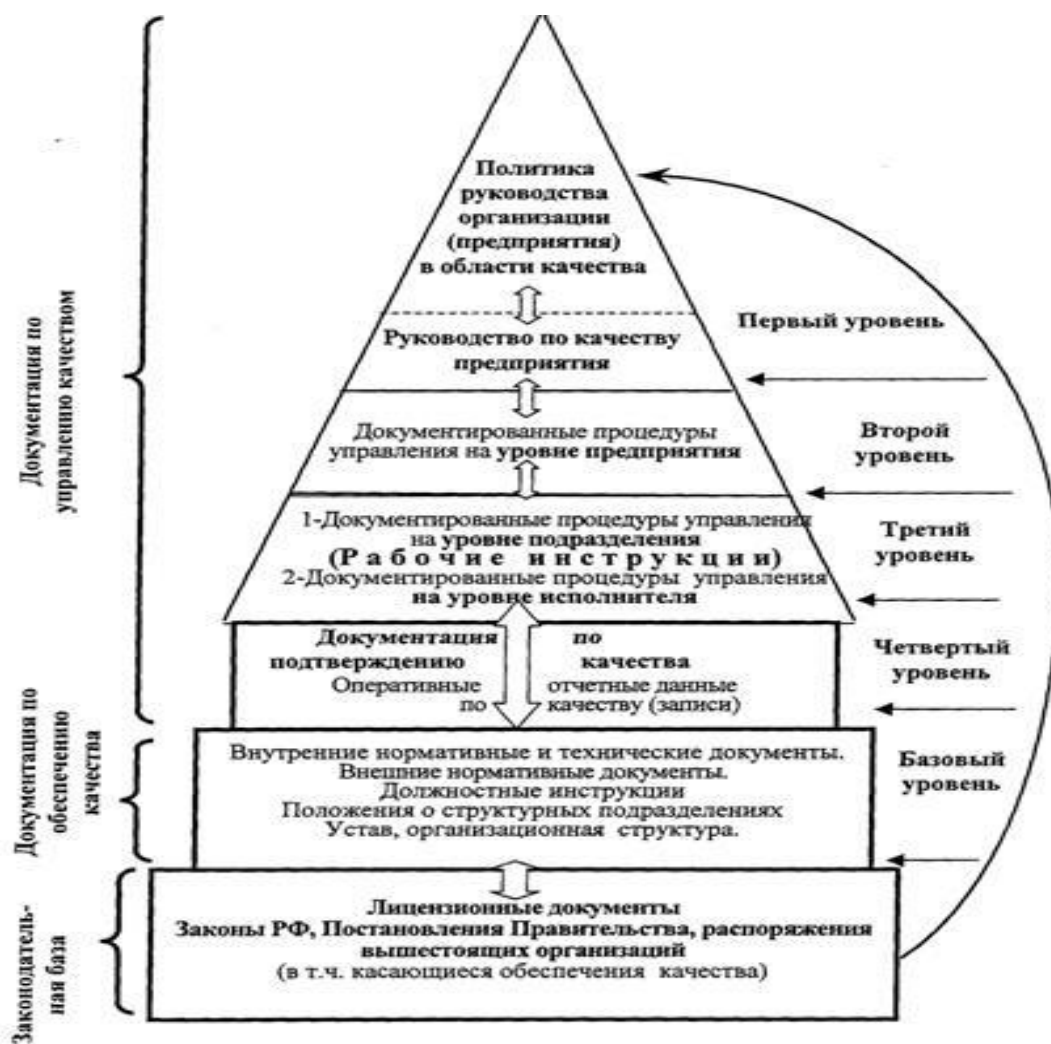 Политика
руководства
организации
(предприятия)
в области качества
Руководство по качеству
предприятия
Первый уровень
Документированные процедуры
управления на уровне предприятия
Второй
уровень
1-Документированные процедуры управления
на уровне подразделения
(Рабочие инструкции)
2-Документированные процедуры управления
на уровне исполнителя
Третий
уровень
Документация по
подтверждению качества
Оперативные отчетные данные
по качеству (записи)
Четвертый
уровень
Внутренние нормативные и технические документы.
Внешние нормативные документы.
Должностные инструкции
Положения о структурных подразделениях
Устав, организационная структура.
Базовый
уровень
Лицензионные документы
Законы РФ, Постановления Правительства, распоряжения
вышестоящих организаций
(в т.ч. касающиеся обеспечения качества)
Документация по
управлению качеством
Документация по
обеспечению
качества
Законодатель-
ная база